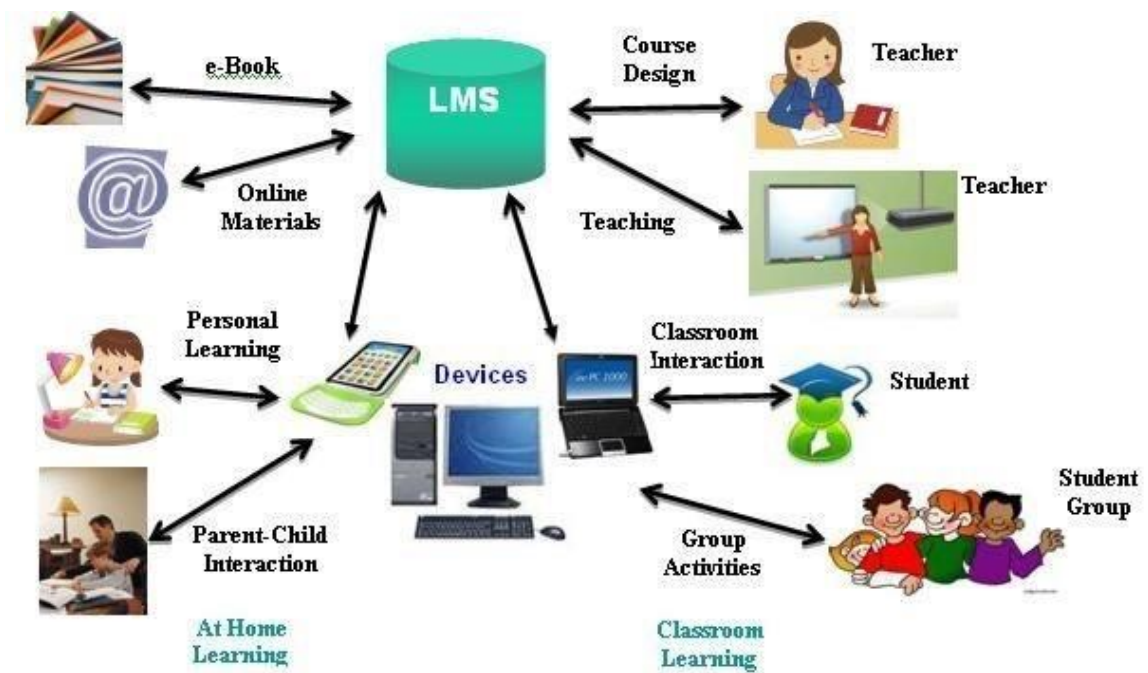 e-Book
LMS
Course
Design
Teacher
Online
Materials
Teaching
Teacher
Personal
Learning
Devices
Classroom
Interaction
Student
Parent-Child
Interaction
Group
Activities
Student
Group
At Home
Learning
Classroom
Learning